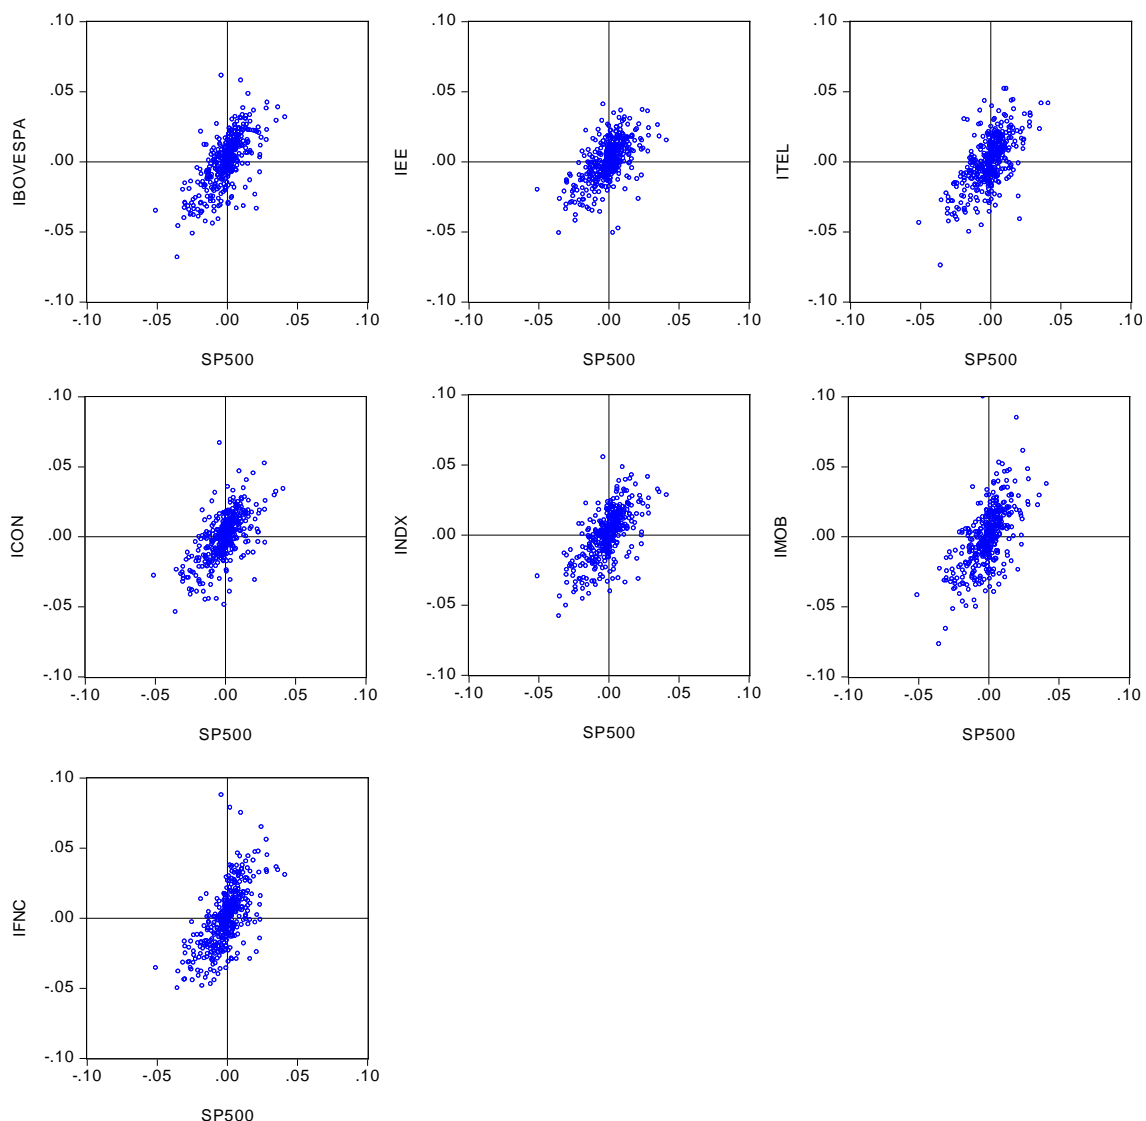 .10 .10 .10
.05 .05 .05
IBOVESPA IEE ITEL
.00 .00 .00
-.05 -.05 -.05
-.10 -.10 -.10
-.10 -.05 .00 .05 .10 -.10 -.05 .00 .05 .10 -.10 -.05 .00 .05 .10
SP500 SP500 SP500
.10 .10 .10
.05 .05 .05
ICON INDX IMOB
.00 .00 .00
-.05 -.05 -.05
-.10 -.10 -.10
-.10 -.05 .00 .05 .10 -.10 -.05 .00 .05 .10 -.10 -.05 .00 .05 .10
SP500 SP500 SP500
.10
.05
IFNC
.00
-.05
-.10
-.10 -.05 .00 .05 .10
SP500